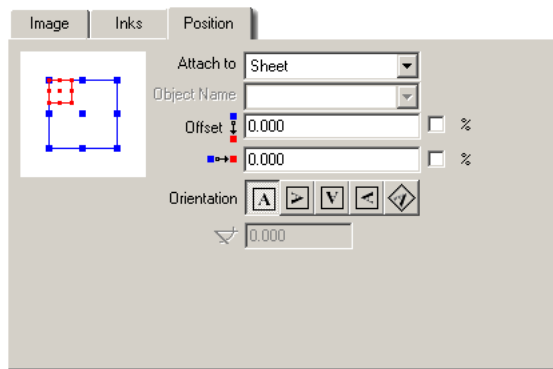 Image Inks Position
Attach to Sheet
Object Name
Offset 0.000 %
0.000 %
Orientation A A A A A
0.000